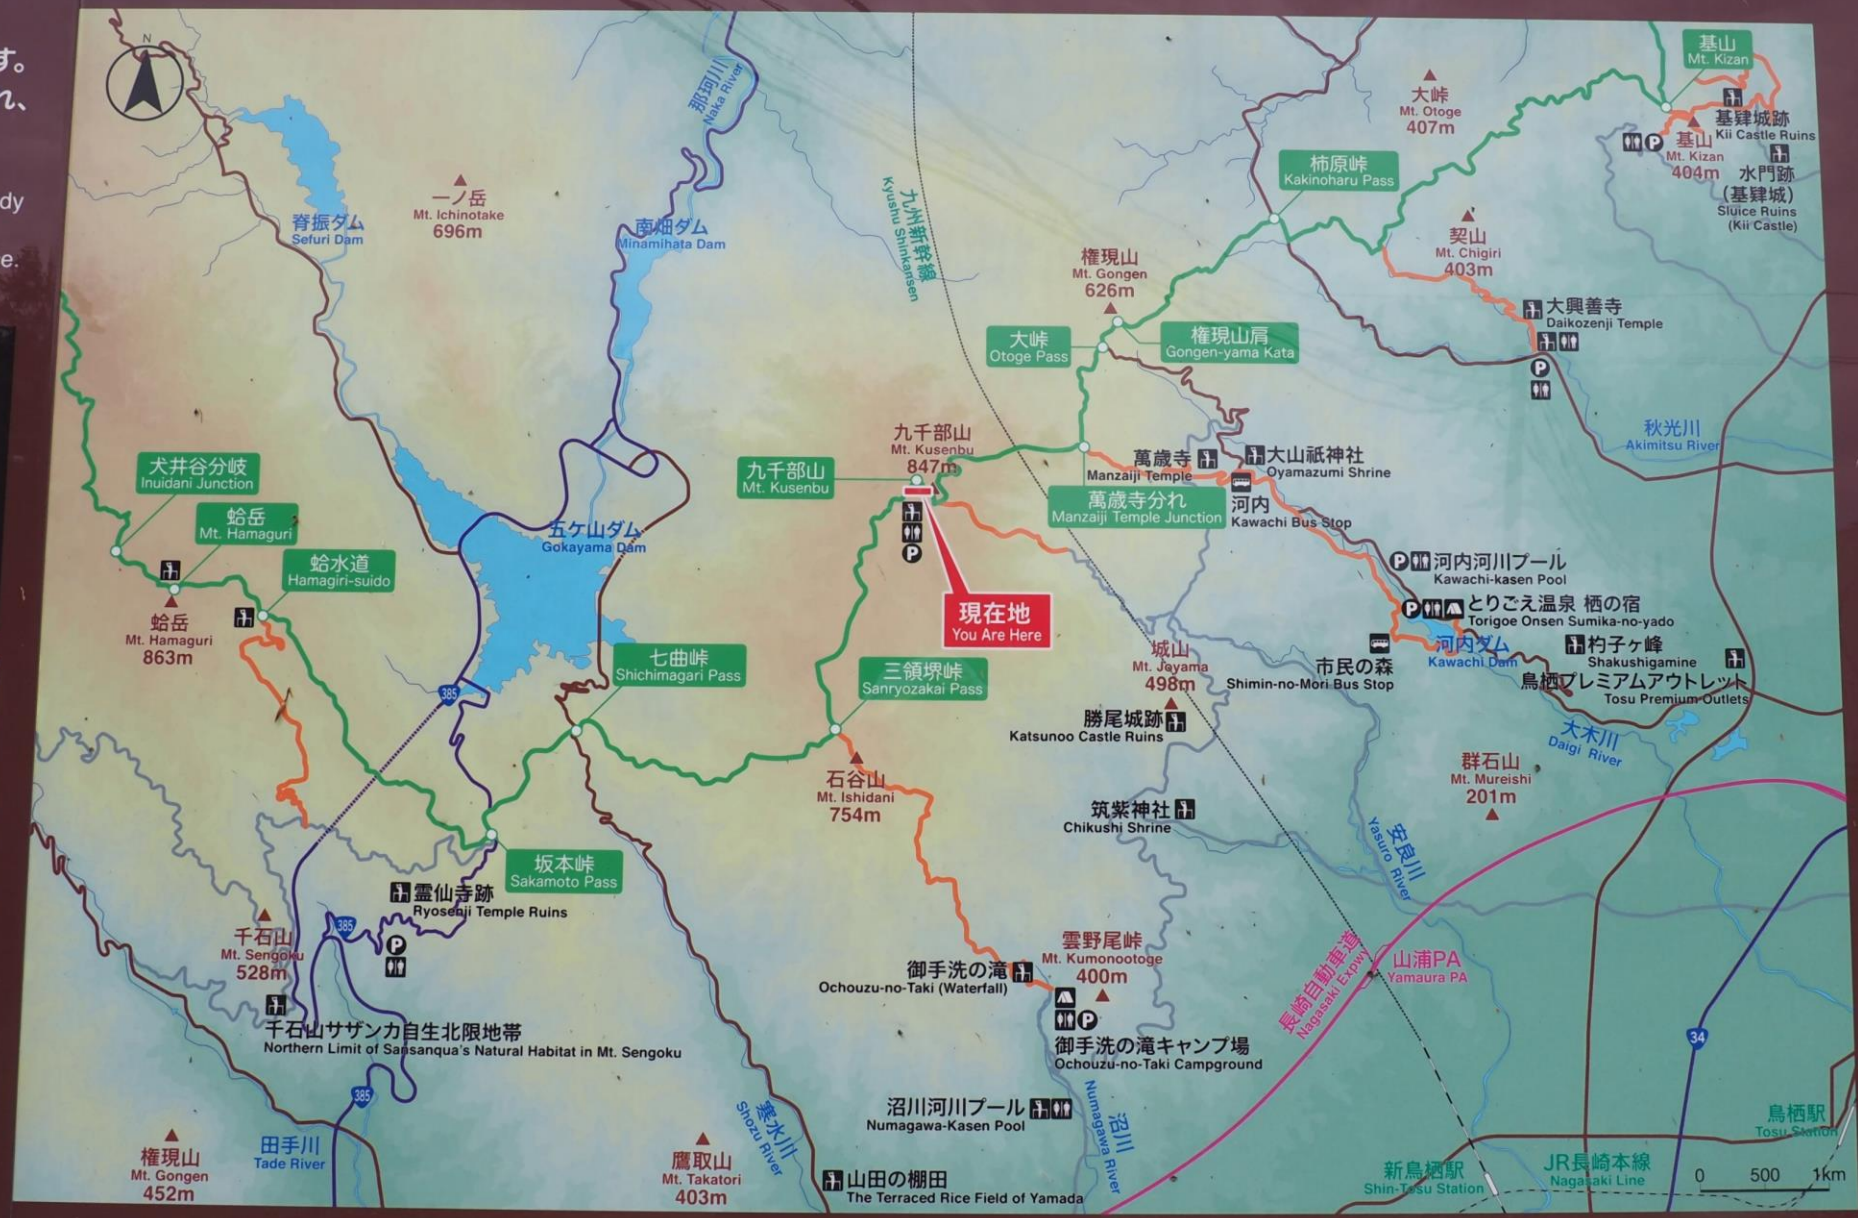 す。
れ、
dy
e.
N
那珂川
Naka River
基山
Mt. Kizan
大峠
Mt. Otoge
407m
基肄城跡
Kii Castle Ruins
基山
Mt. Kizan
404m
水門跡
(基肄城)
Sluice Ruins
(Kii Castle)
柿原峠
Kakinoharu Pass
脊振ダム
Sefuri Dam
一ノ岳
Mt. Ichinotake
696m
南畑ダム
Minamihata Dam
九州新幹線
Kyushu Shinkansen
権現山
Mt. Gongen
626m
契山
Mt. Chigiri
403m
大興善寺
Daikozenji Temple
大峠
Otoge Pass
権現山肩
Gongen-yama Kata
秋光川
Akimitsu River
犬井谷分岐
Inuidani Junction
蛤岳
Mt. Hamaguri
蛤水道
Hamagiri-suido
蛤岳
Mt. Hamaguri
863m
五ケ山ダム
Gokayama Dam
九千部山
Mt. Kusenbu
847m
九千部山
Mt. Kusenbu
萬歳寺
Manzaiji Temple
大山祇神社
Oyamazumi Shrine
萬歳寺分れ
Manzaiji Temple Junction
河内
Kawachi Bus Stop
P
P
P
河内河川プール
Kawachi-kasen Pool
P
とりごえ温泉 栖の宿
Torigoe Onsen Sumika-no-yado
P
現在地
You Are Here
河内ダム
Kawachi Dam
杓子ヶ峰
Shakushigamine
市民の森
Shimin-no-Mori Bus Stop
鳥栖プレミアムアウトレット
Tosu Premium Outlets
城山
Mt. Joyama
498m
七曲峠
Shichimagari Pass
三領堺峠
Sanryozakai Pass
385
勝尾城跡
Katsunoo Castle Ruins
大木川
Daigi River
石谷山
Mt. Ishidani
754m
群石山
Mt. Mureishi
201m
筑紫神社
Chikushi Shrine
安良川
Yasuro River
坂本峠
Sakamoto Pass
霊仙寺跡
Ryosenji Temple Ruins
385
P
千石山
Mt. Sengoku
528m
御手洗の滝
Ochouzu-no-Taki (Waterfall)
雲野尾峠
Mt. Kumonootoge
400m
P
長崎自動車道
Nagasaki Expwy
山浦PA
Yamaura PA
千石山サザンカ自生北限地帯
Northern Limit of Sansanqua's Natural Habitat in Mt. Sengoku
御手洗の滝キャンプ場
Ochouzu-no-Taki Campground
34
385
沼川河川プール
Numagawa-Kasen Pool
沼川
Numagawa River
寒水川
Shozu River
田手川
Tade River
権現山
Mt. Gongen
452m
鷹取山
Mt. Takatori
403m
山田の棚田
The Terraced Rice Field of Yamada
鳥栖駅
Tosu Station
新鳥栖駅
Shin-Tosu Station
JR長崎本線
Nagasaki Line
0 500 1km